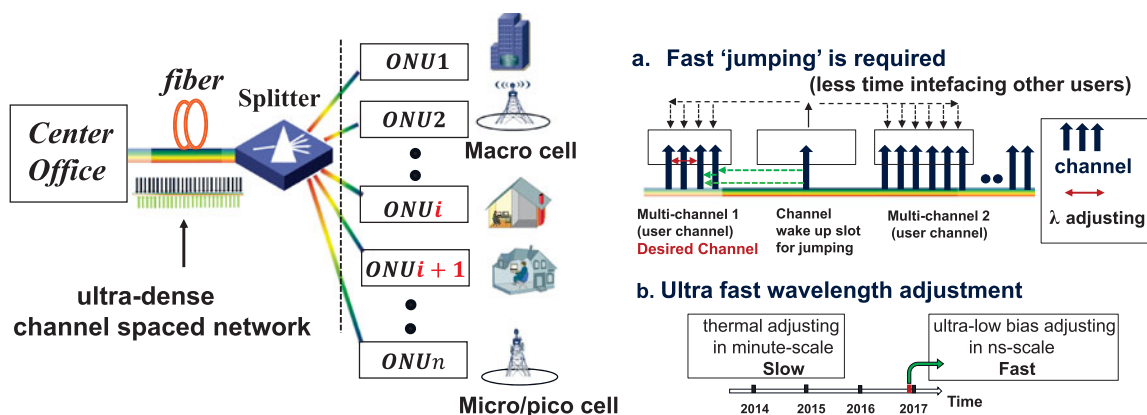 Center
Office
fiber
Splitter
ONU1
ONU2
Macro cell
ONUi
ONUi + 1
ONUn
Micro/pico cell
ultra-dense
channel spaced network
a. Fast ‘jumping’ is required
(less time intefacing other users)
Multi-channel 1
(user channel)
Desired Channel
Channel
wake up slot
for jumping
Multi-channel 2
(user channel)
channel
λ adjusting
b. Ultra fast wavelength adjustment
thermal adjusting
in minute-scale
Slow
ultra-low bias adjusting
in ns-scale
Fast
2014
2015
2016
2017
Time